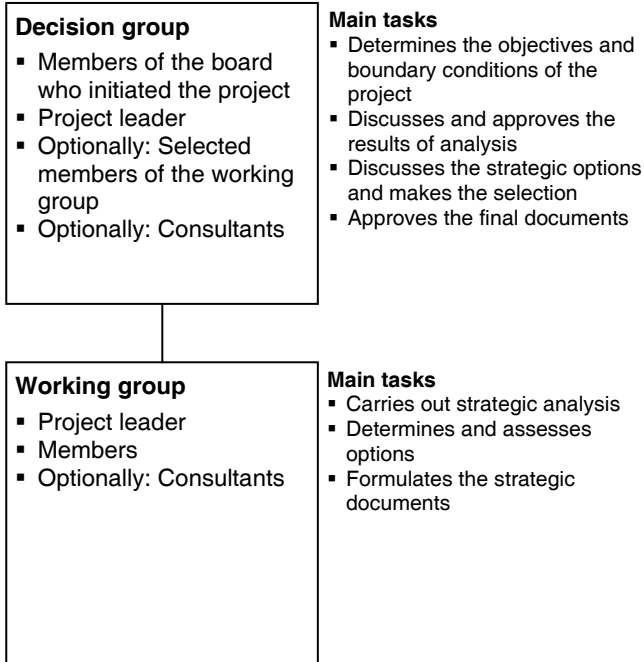 Decision group
▪ Members of the board
who initiated the project
▪ Project leader
▪ Optionally: Selected
members of the working
group
▪ Optionally: Consultants
Main tasks
▪ Determines the objectives and
boundary conditions of the
project
▪ Discusses and approves the
results of analysis
▪ Discusses the strategic options
and makes the selection
▪ Approves the final documents
Working group
▪ Project leader
▪ Members
▪ Optionally: Consultants
Main tasks
▪ Carries out strategic analysis
▪ Determines and assesses
options
▪ Formulates the strategic
documents